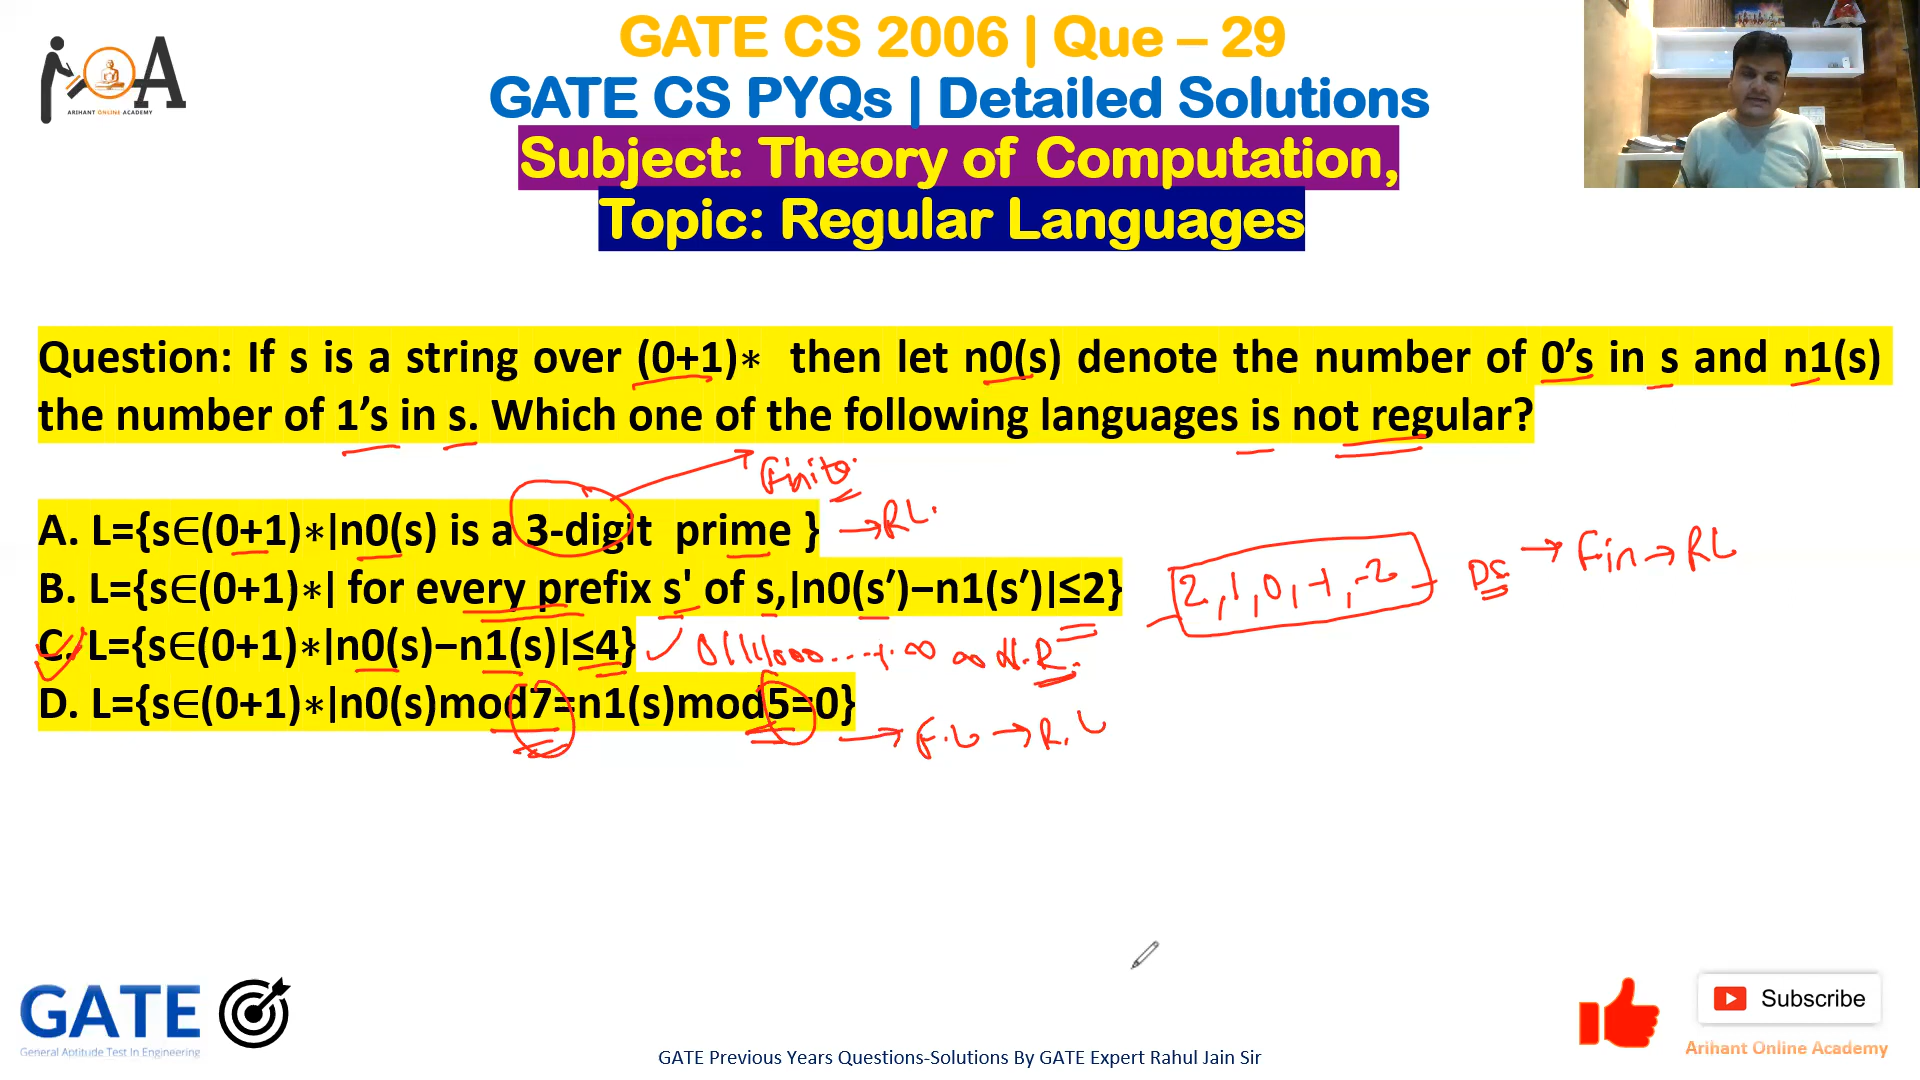 GATE CS 2006 | Que – 29
GATE CS PYQs | Detailed Solutions
Subject: Theory of Computation,
Topic: Regular Languages
ARIHANT ONLINE ACADEMY
Question: If s is a string over (0+1)∗ then let n0(s) denote the number of 0’s in s and n1(s)
the number of 1’s in s. Which one of the following languages is not regular?
Finite
A. L={s∈(0+1)∗|n0(s) is a 3-digit prime }
→RL.
B. L={s∈(0+1)∗| for every prefix s' of s,|n0(s′)−n1(s′)|≤2}
2,1,0,-1,-2
DS → Fin → RL
C. L={s∈(0+1)∗|n0(s)−n1(s)|≤4}
∞ N.R.
D. L={s∈(0+1)∗|n0(s)mod7=n1(s)mod5=0}
→ F.L → R.L
GATE
General Aptitude Test In Engineering
GATE Previous Years Questions-Solutions By GATE Expert Rahul Jain Sir
Subscribe
Arihant Online Academy